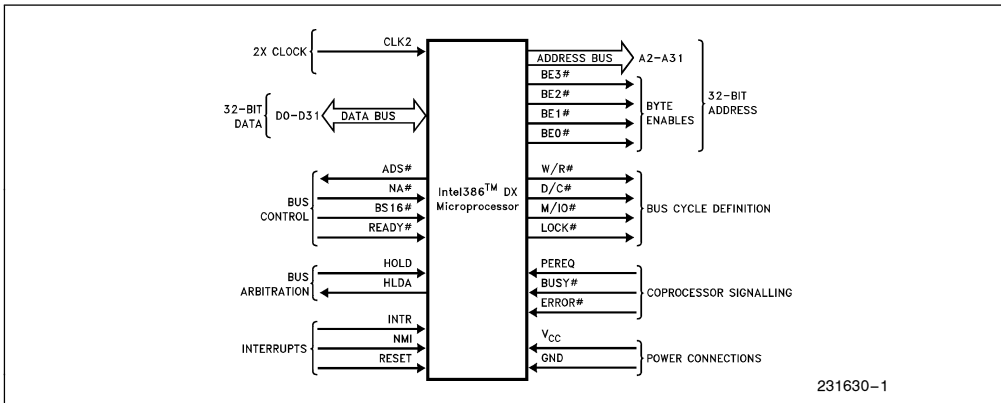 2X CLOCK
CLK2
32-BIT
DATA
D0-D31
DATA BUS
BUS
CONTROL
ADS#
NA#
BS16#
READY#
BUS
ARBITRATION
HOLD
HLDA
INTERRUPTS
INTR
NMI
RESET
Intel386™ DX
Microprocessor
ADDRESS BUS
A2-A31
BE3#
BE2#
BE1#
BE0#
BYTE
ENABLES
32-BIT
ADDRESS
W/R#
D/C#
M/IO#
LOCK#
BUS CYCLE DEFINITION
PEREQ
BUSY#
ERROR#
COPROCESSOR SIGNALLING
VCC
GND
POWER CONNECTIONS
231630-1